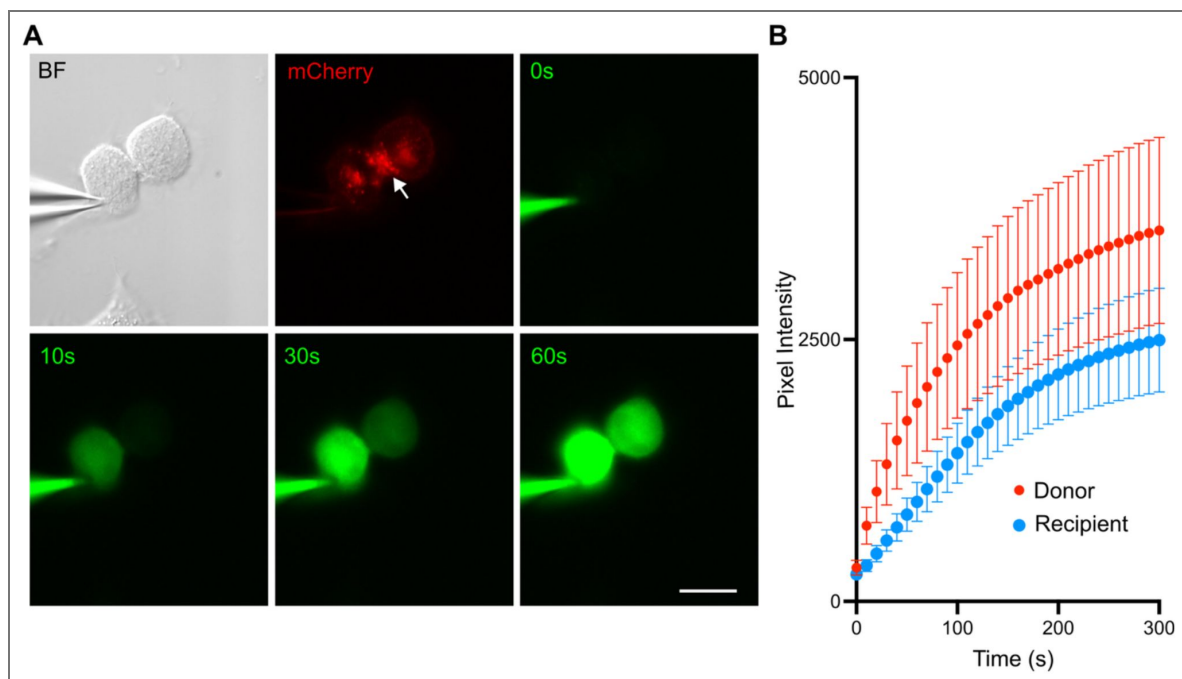 A
BF
mCherry
0s
10s
30s
60s
B
5000
2500
0
Pixel Intensity
Donor
Recipient
0
100
200
300
Time (s)